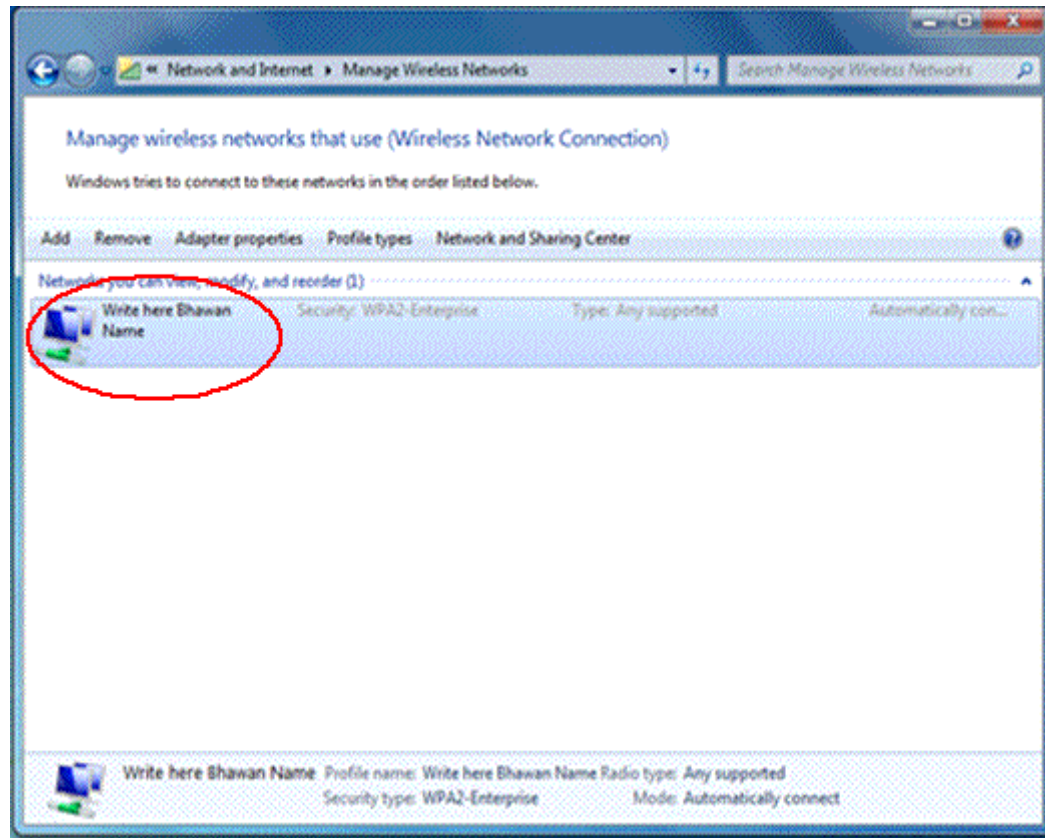 « Network and Internet ▸ Manage Wireless Networks Search Manage Wireless Networks
Manage wireless networks that use (Wireless Network Connection)
Windows tries to connect to these networks in the order listed below.
Add Remove Adapter properties Profile types Network and Sharing Center
Networks you can view, modify, and reorder (1)
Write here Bhawan Security: WPA2-Enterprise Type: Any supported Automatically con...
Name
Write here Bhawan Name Profile name: Write here Bhawan Name Radio type: Any supported
Security type: WPA2-Enterprise Mode: Automatically connect